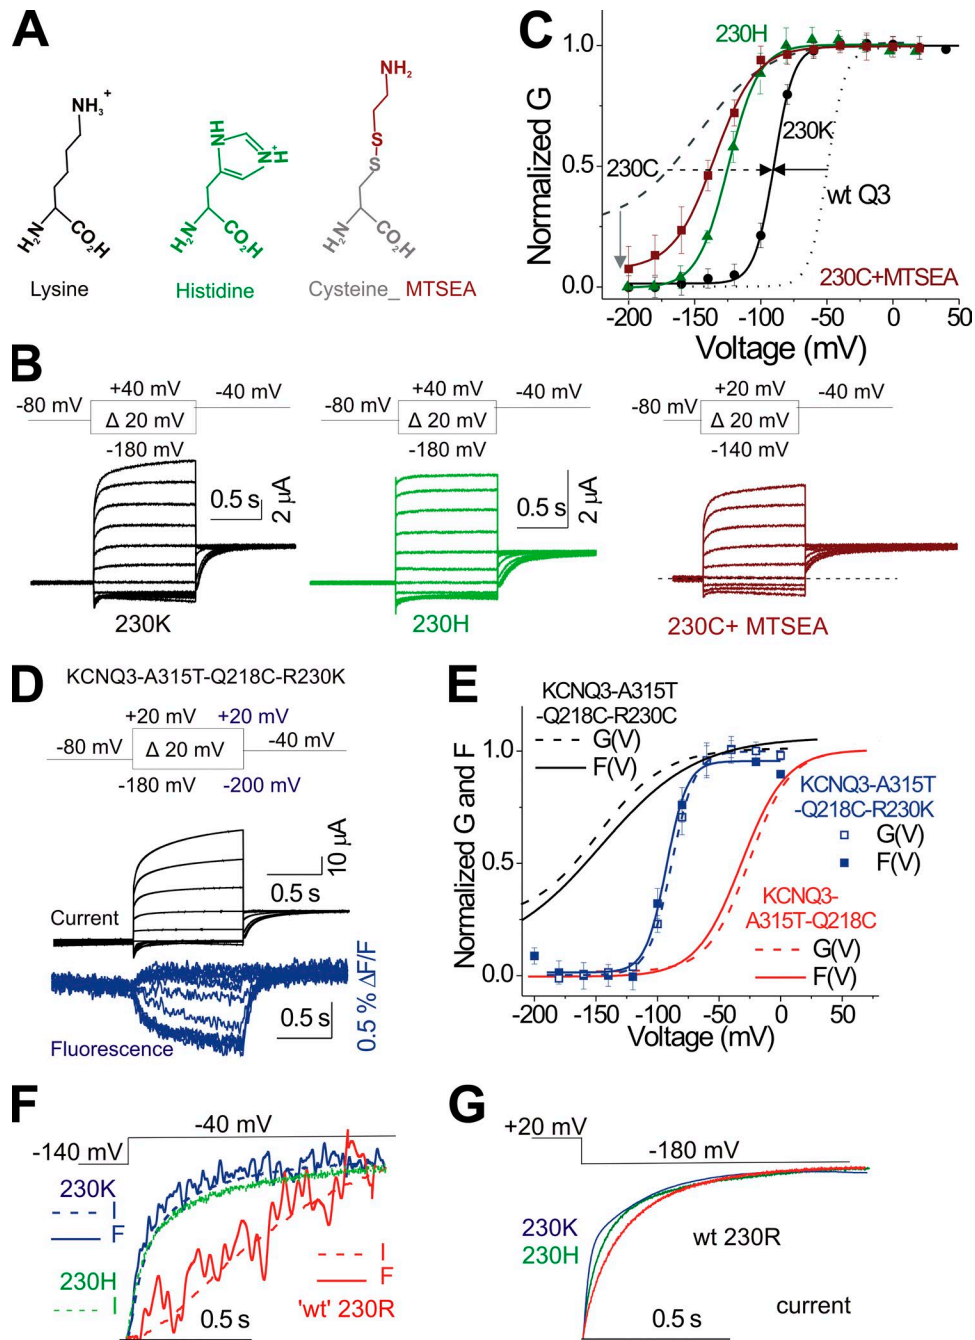 A
NH₃⁺
H₂N
CO₂H
Lysine
NH
N⁺H
H₂N
CO₂H
Histidine
NH₂
S
S
H₂N
CO₂H
Cysteine_ MTSEA
C
230H
1.0
0.5
0.0
Normalized G
230K
230C
wt Q3
230C+MTSEA
-200 -150 -100 -50 0 50
Voltage (mV)
B
+40 mV
-80 mV
-40 mV
Δ 20 mV
-180 mV
0.5 s
2 μA
230K
+40 mV
-80 mV
-40 mV
Δ 20 mV
-180 mV
0.5 s
2 μA
230H
+20 mV
-80 mV
-40 mV
Δ 20 mV
-140 mV
230C+ MTSEA
D
KCNQ3-A315T-Q218C-R230K
+20 mV +20 mV
-80 mV
Δ 20 mV
-40 mV
-180 mV -200 mV
10 μA
0.5 s
Current
0.5 s
0.5 % ΔF/F
Fluorescence
E
KCNQ3-A315T
-Q218C-R230C
G(V)
F(V)
1.0
0.5
0.0
Normalized G and F
KCNQ3-A315T
-Q218C-R230K
G(V)
F(V)
KCNQ3-
A315T-Q218C
G(V)
F(V)
-200 -150 -100 -50 0 50
Voltage (mV)
F
-40 mV
-140 mV
230K
I
F
230H
I
I
F
'wt' 230R
0.5 s
G
+20 mV
-180 mV
230K
230H
wt 230R
0.5 s
current